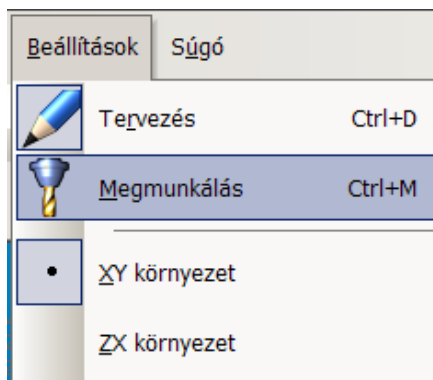 Beállítások Súgó
Tervezés Ctrl+D
Megmunkálás Ctrl+M
XY környezet
ZX környezet